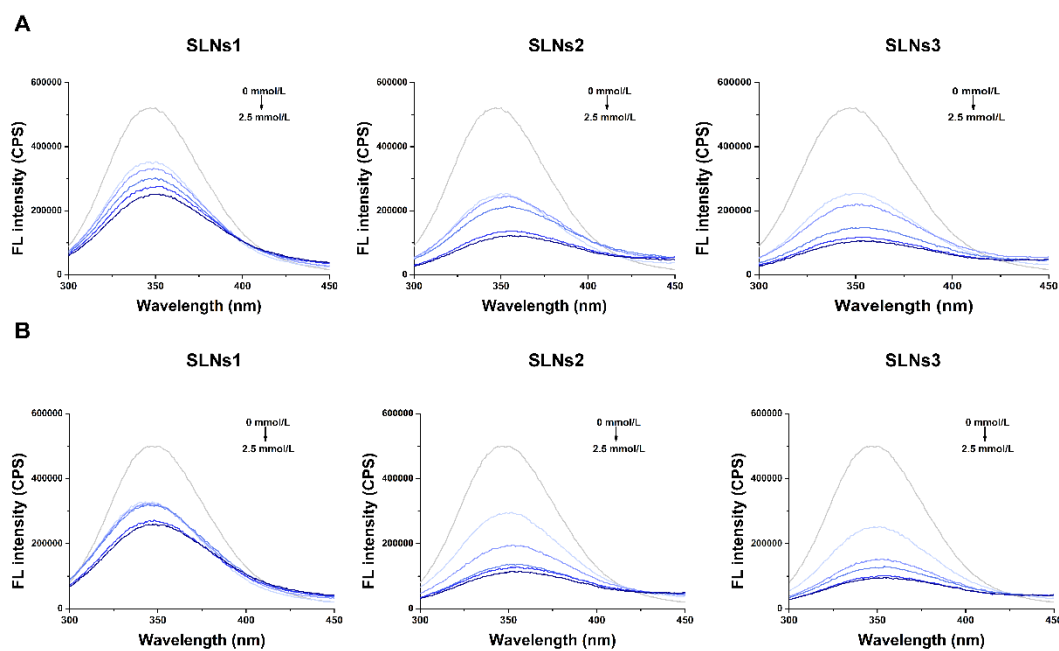 A
SLNs1
SLNs2
SLNs3
600000
400000
200000
0
300
350
400
450
FL intensity (CPS)
Wavelength (nm)
0 mmol/L
2.5 mmol/L
600000
400000
200000
0
300
350
400
450
FL intensity (CPS)
Wavelength (nm)
0 mmol/L
2.5 mmol/L
600000
400000
200000
0
300
350
400
450
FL intensity (CPS)
Wavelength (nm)
0 mmol/L
2.5 mmol/L
B
SLNs1
SLNs2
SLNs3
600000
400000
200000
0
300
350
400
450
FL intensity (CPS)
Wavelength (nm)
0 mmol/L
2.5 mmol/L
600000
400000
200000
0
300
350
400
450
FL intensity (CPS)
Wavelength (nm)
0 mmol/L
2.5 mmol/L
600000
400000
200000
0
300
350
400
450
FL intensity (CPS)
Wavelength (nm)
0 mmol/L
2.5 mmol/L